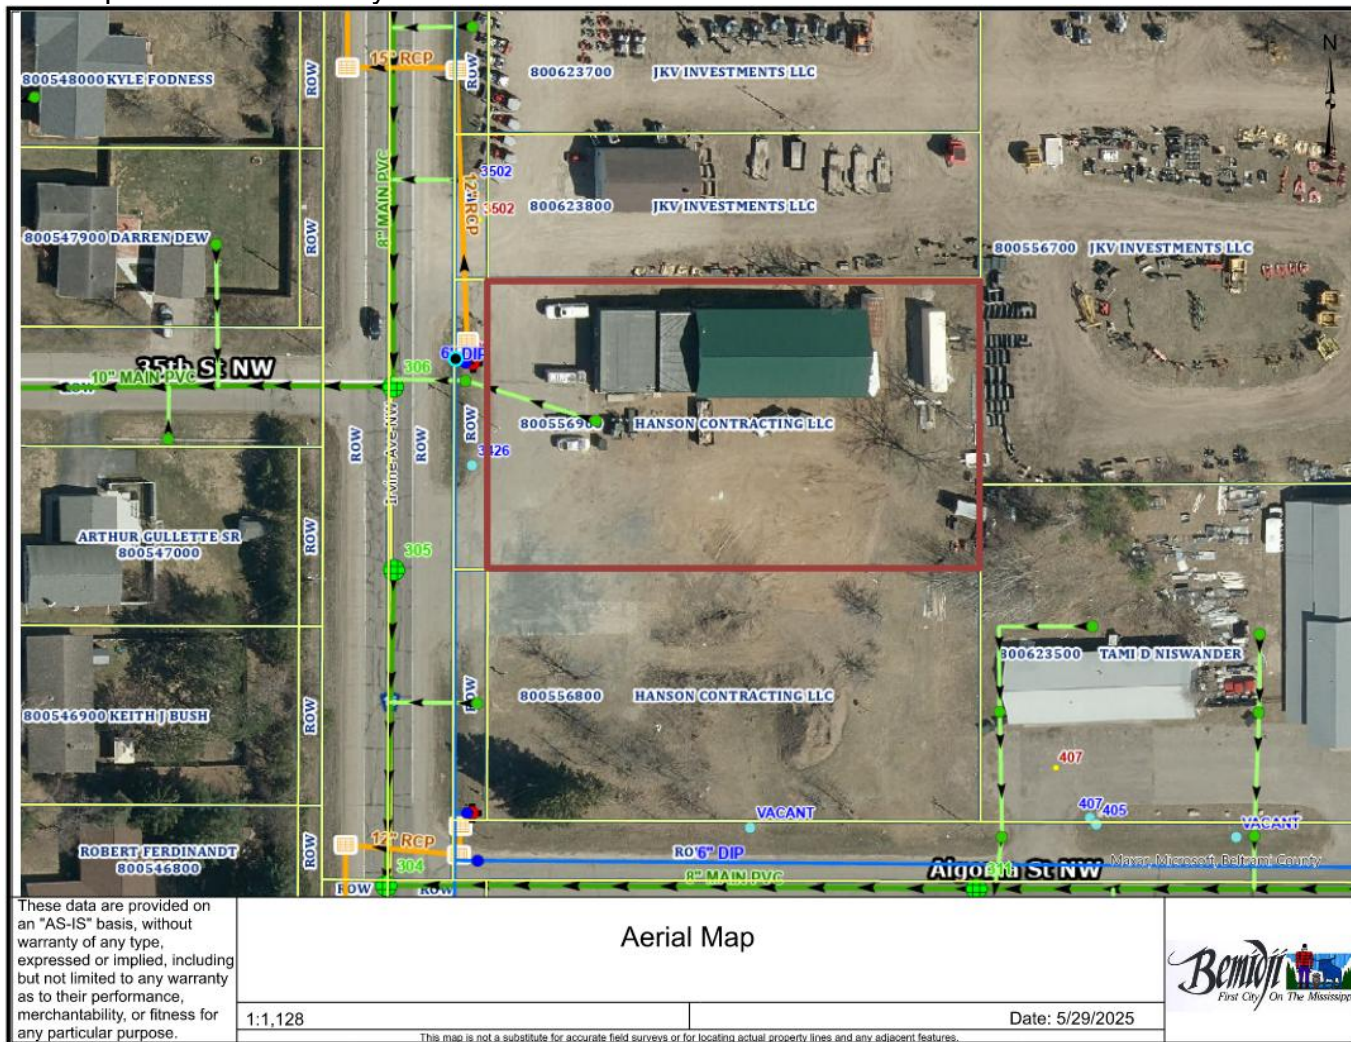 15" RCP
ROW
ROW
800548000 KYLE FODNESS
800623700 JKV INVESTMENTS LLC
N
3502
12" RCP
3502
8" MAIN PVC
800623800 JKV INVESTMENTS LLC
800547900 DARREN DEW
ROW
800556700 JKV INVESTMENTS LLC
6" DIP
35th St NW
306
10" MAIN PVC
ROW
Irvine Ave NW
ROW
ROW
ROW
80055690 HANSON CONTRACTING LLC
3426
ARTHUR GULLETTE SR
800547000
ROW
305
800623500 TAMI D NISWANDER
ROW
800556800 HANSON CONTRACTING LLC
800546900 KEITH J BUSH
ROW
407
407
405
VACANT
VACANT
12" RCP
ROBERT FERDINANDT
800546800
ROW
RO
6" DIP
304
Algoma St NW
311
Maxar, Microsoft, Beltrami County
8" MAIN PVC
ROW
ROW
These data are provided on
an "AS-IS" basis, without
warranty of any type,
expressed or implied, including
but not limited to any warranty
as to their performance,
merchantability, or fitness for
any particular purpose.
Aerial Map
1:1,128
Date: 5/29/2025
This map is not a substitute for accurate field surveys or for locating actual property lines and any adjacent features.
Bemidji
First City On The Mississippi